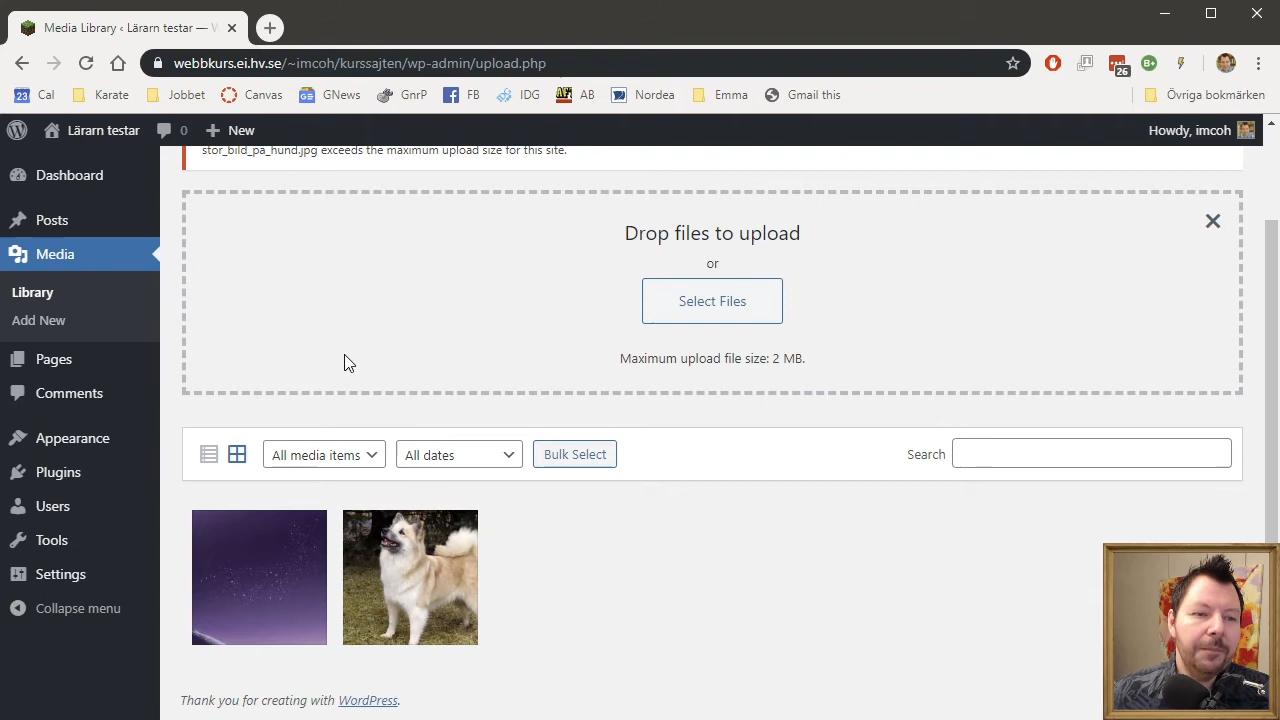 Media Library ‹ Lärarn testar — W
webbkurs.ei.hv.se/~imcoh/kurssajten/wp-admin/upload.php
26
23 Cal Karate Jobbet Canvas GNews GnrP FB IDG AB Nordea Emma Gmail this Övriga bokmärken
Lärarn testar 0 New Howdy, imcoh
stor_bild_pa_hund.jpg exceeds the maximum upload size for this site.
Dashboard
Posts
Media
Library
Add New
Pages
Comments
Appearance
Plugins
Users
Tools
Settings
Collapse menu
Drop files to upload
or
Select Files
Maximum upload file size: 2 MB.
All media items All dates Bulk Select Search
Thank you for creating with WordPress.